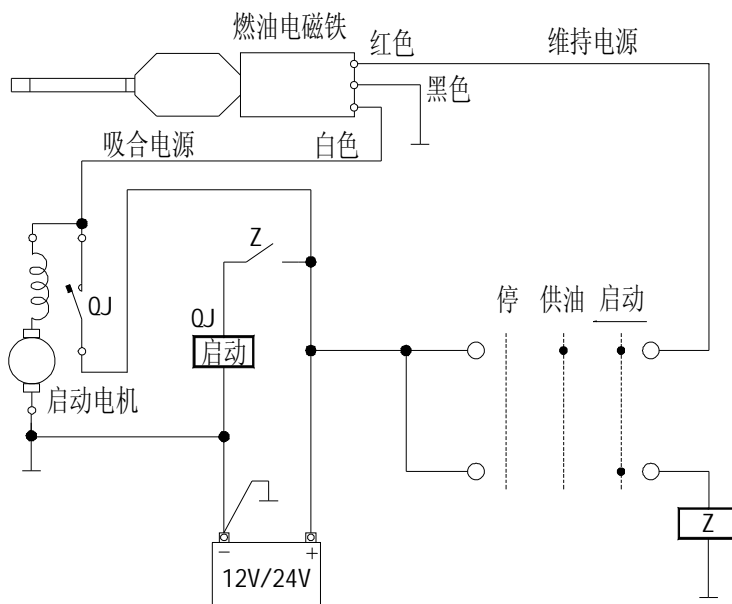 燃油电磁铁
红色
维持电源
黑色
吸合电源
白色
Z
QJ
停
供油
启动
QJ
启动
启动电机
Z
－
＋
12V/24V